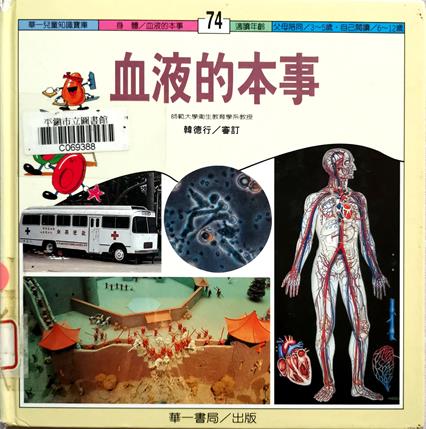 華一兒童知識寶庫
身 體／血液的本事
74
適讀年齡
父母陪同／3~5歲・自己閱讀／6~12歲
血液的本事
師範大學衛生教育學系教授
韓德行／審訂
平鎮市立圖書館
C069388
華一書局／出版